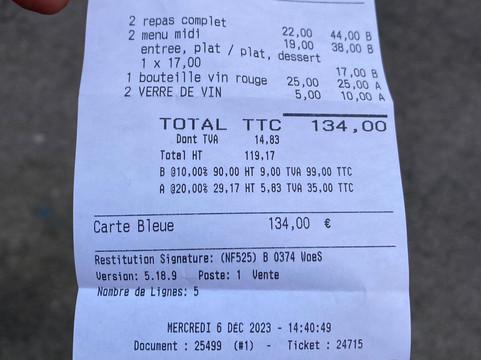 2 repas complet 22,00 44,00 B
2 menu midi 19,00 38,00 B
entree, plat / plat, dessert
1 x 17,00 17,00 B
1 bouteille vin rouge 25,00 25,00 A
2 VERRE DE VIN 5,00 10,00 A
TOTAL TTC 134,00
Dont TVA 14,83
Total HT 119,17
B @10,00% 90,00 HT 9,00 TVA 99,00 TTC
A @20,00% 29,17 HT 5,83 TVA 35,00 TTC
Carte Bleue 134,00 €
Restitution Signature: (NF525) B 0374 WoeS
Version: 5.18.9 Poste: 1 Vente
Nombre de Lignes: 5
MERCREDI 6 DÉC 2023 - 14:40:49
Document : 25499 (#1) - Ticket : 24715